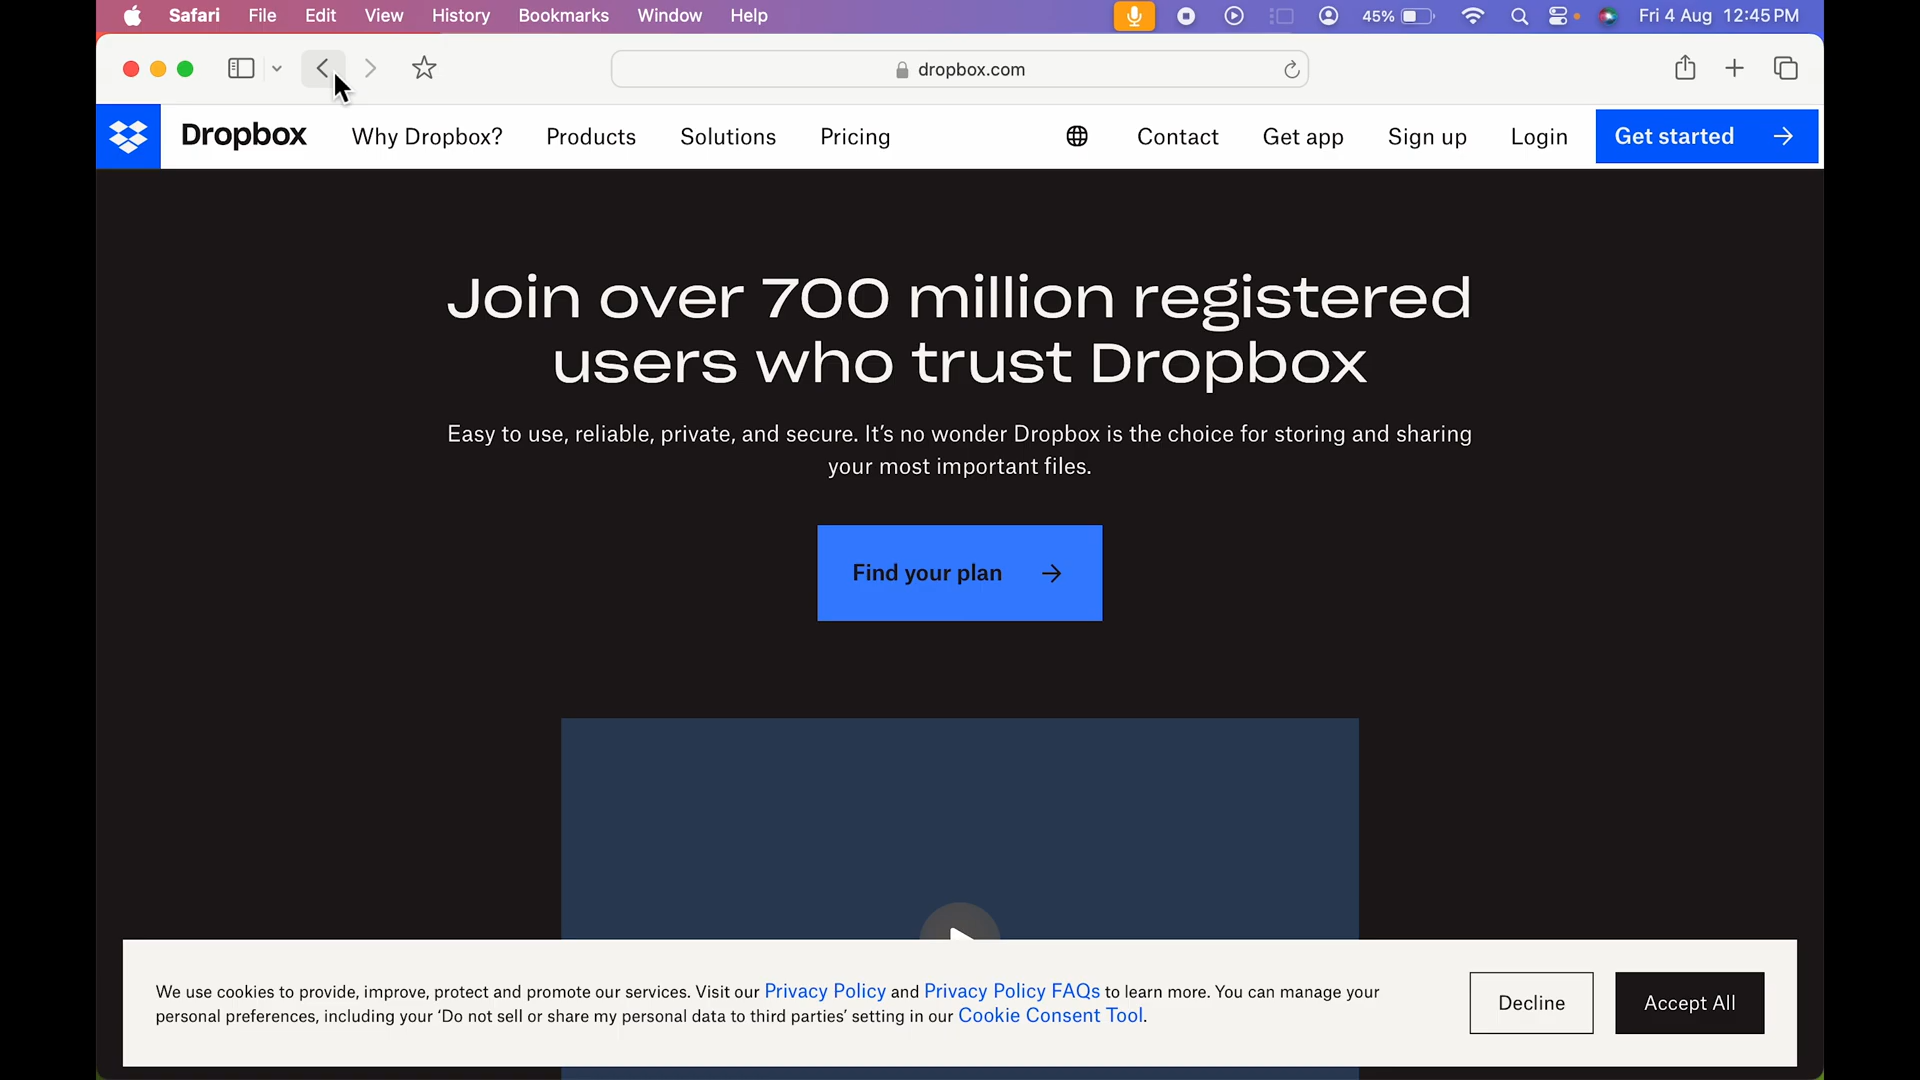 Safari File Edit View History Bookmarks Window Help 45% Fri 4 Aug 12:45 PM
dropbox.com
Dropbox Why Dropbox? Products Solutions Pricing Contact Get app Sign up Login Get started →
Join over 700 million registered
users who trust Dropbox
Easy to use, reliable, private, and secure. It’s no wonder Dropbox is the choice for storing and sharing
your most important files.
Find your plan →
We use cookies to provide, improve, protect and promote our services. Visit our Privacy Policy and Privacy Policy FAQs to learn more. You can manage your
personal preferences, including your ‘Do not sell or share my personal data to third parties’ setting in our Cookie Consent Tool.
Decline Accept All